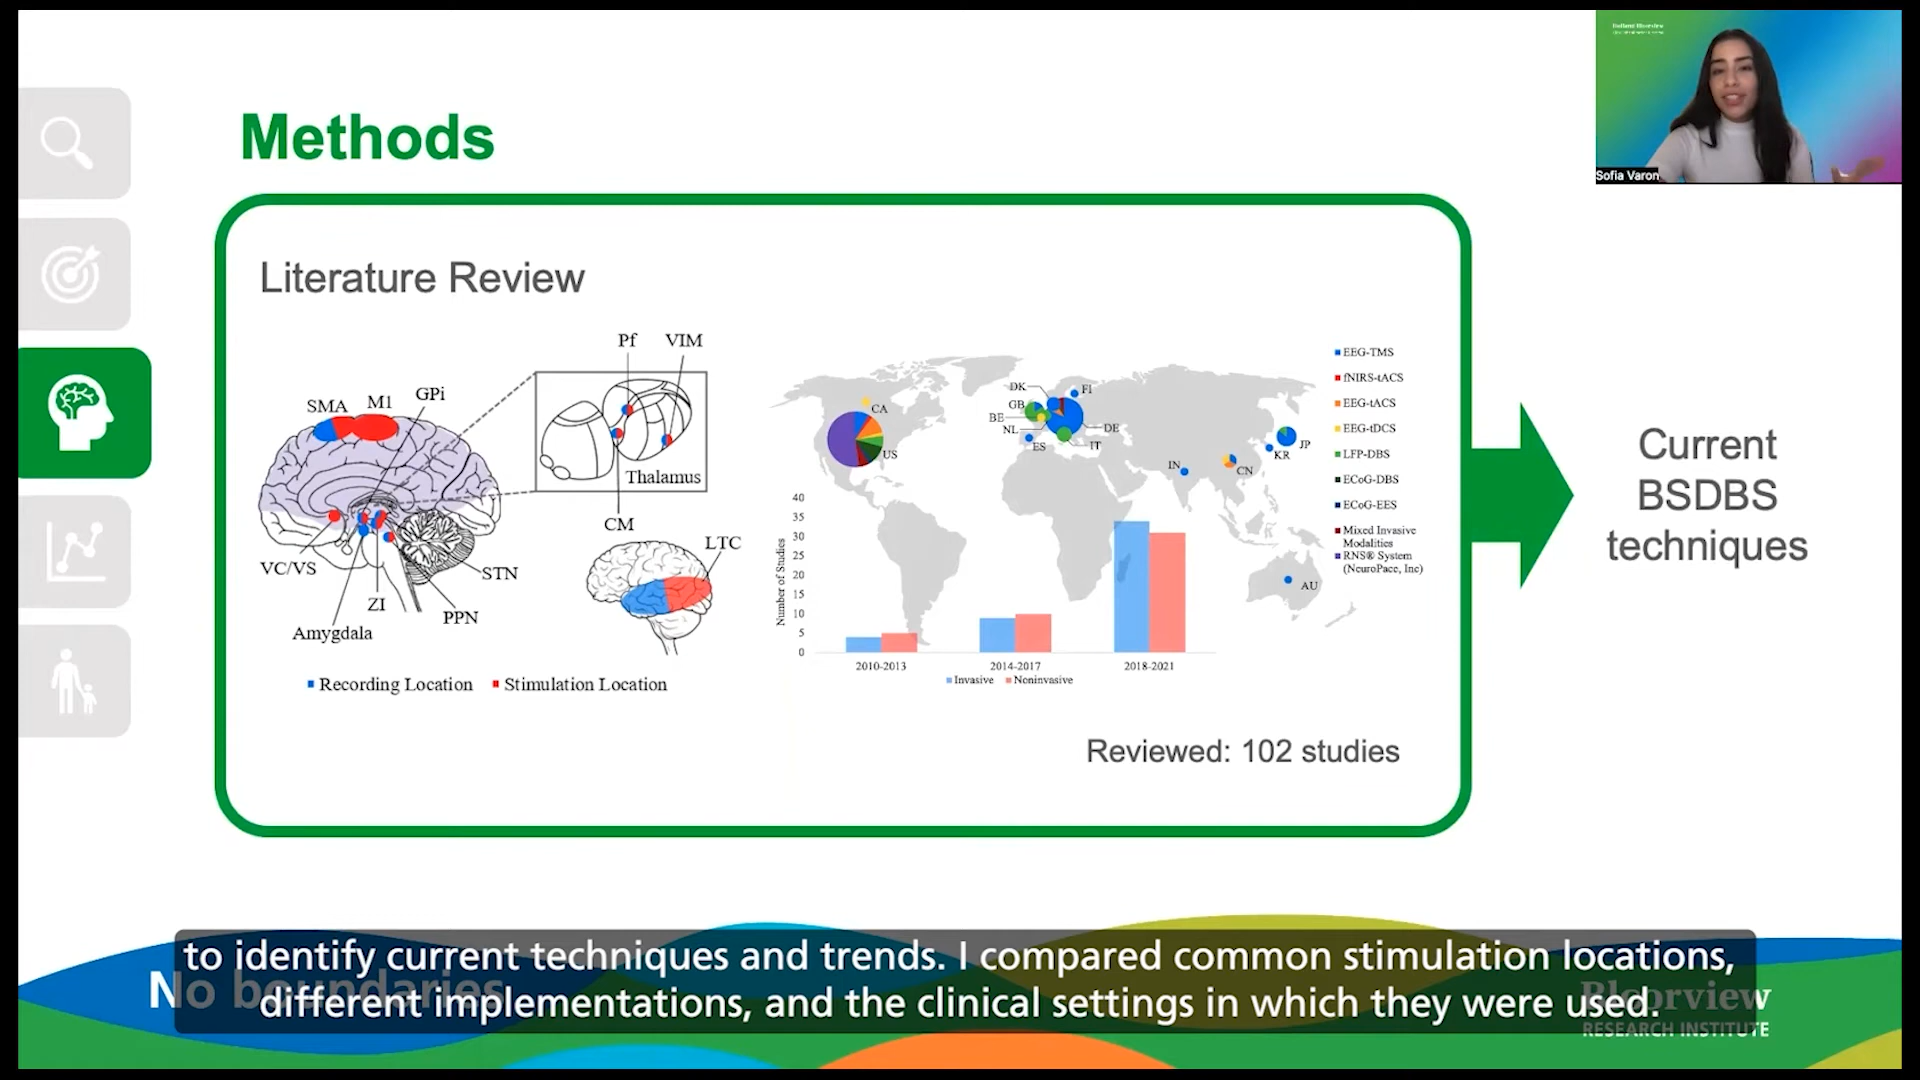 Methods
Sofia Varon
Literature Review
Pf
VIM
SMA
M1
GPi
Thalamus
CM
LTC
VC/VS
STN
ZI
PPN
Amygdala
Recording Location
Stimulation Location
DK
FI
GB
CA
BE
NL
DE
ES
IT
US
JP
KR
IN
CN
AU
EEG-TMS
fNIRS-tACS
EEG-tACS
EEG-tDCS
LFP-DBS
ECoG-DBS
ECoG-EES
Mixed Invasive
Modalities
RNS® System
(NeuroPace, Inc)
Number of Studies
40
35
30
25
20
15
10
5
0
2010-2013
2014-2017
2018-2021
Invasive
Noninvasive
Reviewed: 102 studies
Current
BSDBS
techniques
to identify current techniques and trends. I compared common stimulation locations,
different implementations, and the clinical settings in which they were used.
No boundaries
Bloorview
RESEARCH INSTITUTE